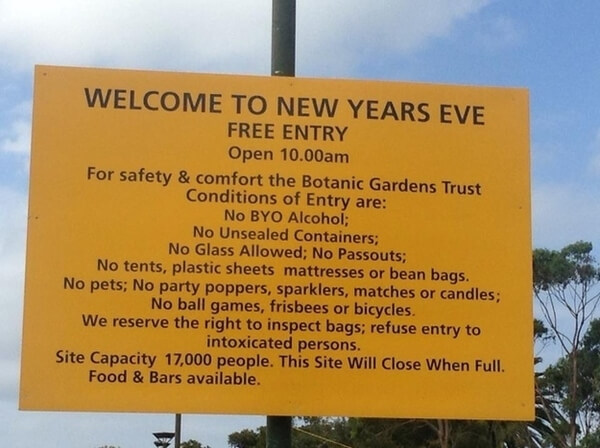 WELCOME TO NEW YEARS EVE
FREE ENTRY
Open 10.00am
For safety & comfort the Botanic Gardens Trust
Conditions of Entry are:
No BYO Alcohol;
No Unsealed Containers;
No Glass Allowed; No Passouts;
No tents, plastic sheets mattresses or bean bags.
No pets; No party poppers, sparklers, matches or candles;
No ball games, frisbees or bicycles.
We reserve the right to inspect bags; refuse entry to
intoxicated persons.
Site Capacity 17,000 people. This Site Will Close When Full.
Food & Bars available.